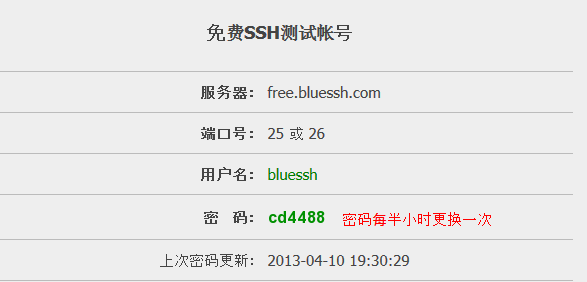 免费SSH测试帐号
服务器： free.bluessh.com
端口号： 25 或 26
用户名： bluessh
密　码： cd4488 密码每半小时更换一次
上次密码更新： 2013-04-10 19:30:29